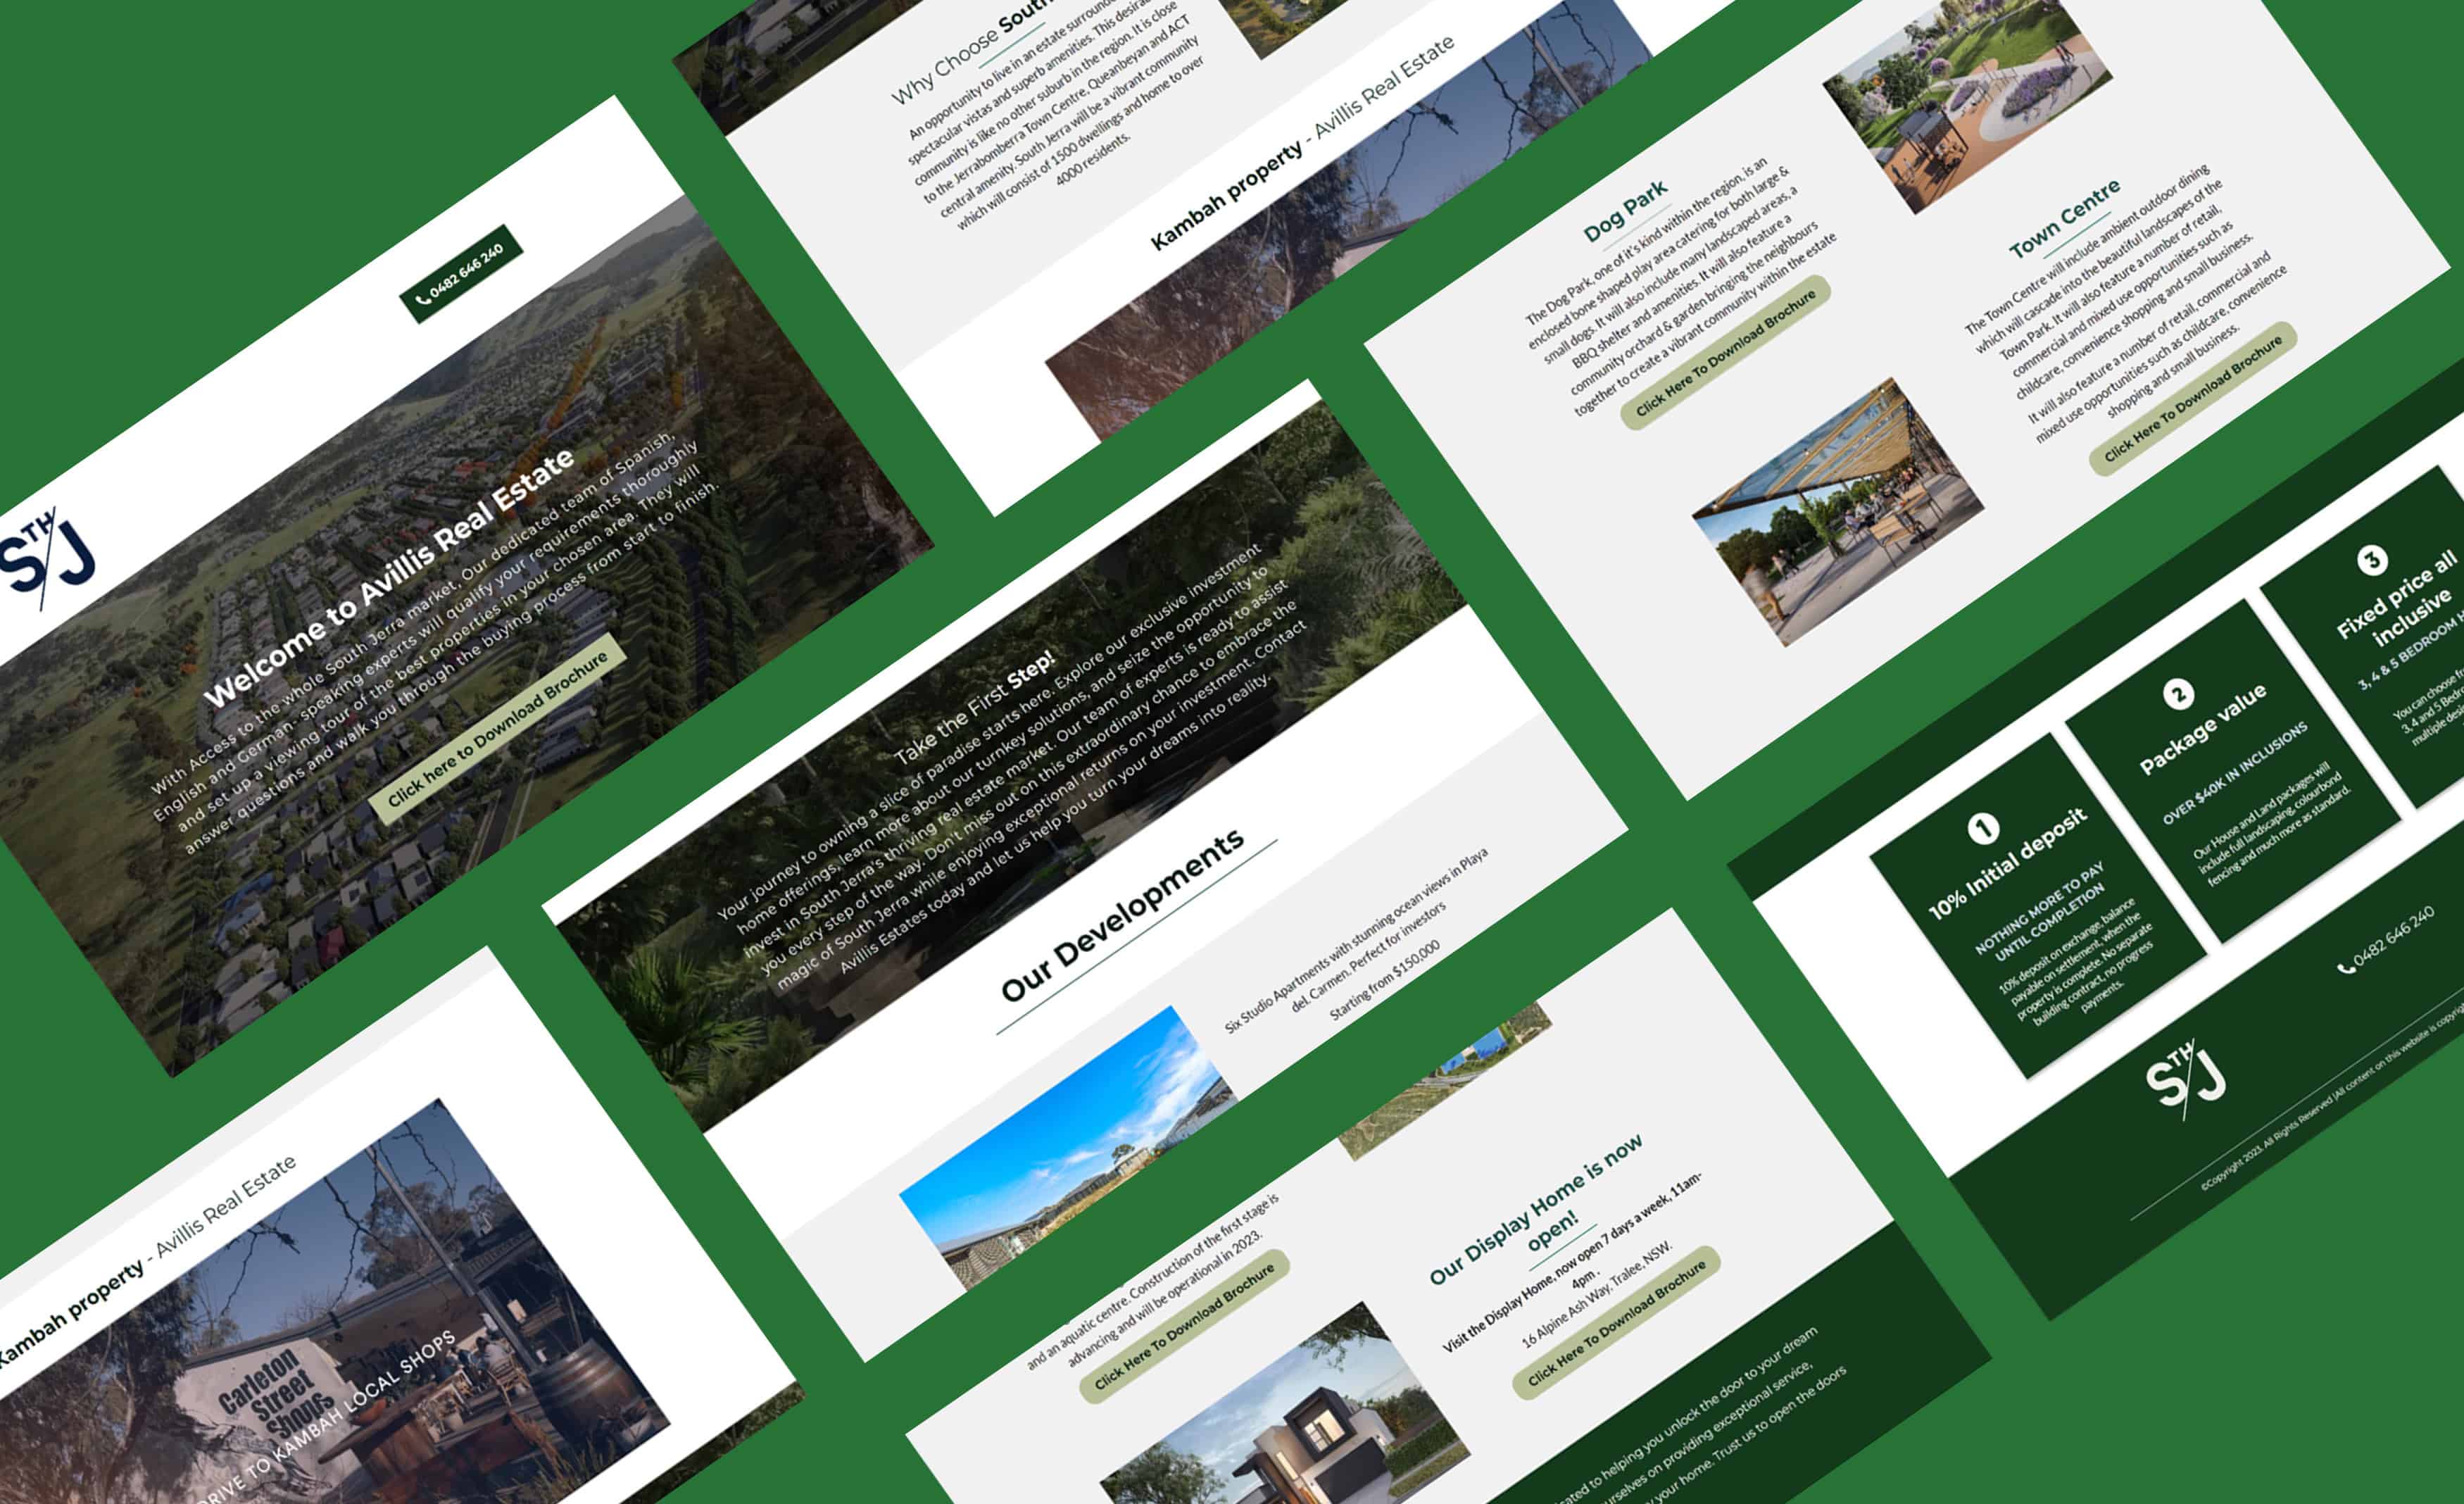 0482 646 240
STH
J
Welcome to Avillis Real Estate
With Access to the whole South Jerra market, Our dedicated team of Spanish,
English and German- speaking experts will qualify your requirements thoroughly
and set up a viewing tour of the best properties in your chosen area. They will
answer questions and walk you through the buying process from start to finish.
Click here to Download Brochure
Kambah property - Avillis Real Estate
Carleton
Street
Shops
DRIVE TO KAMBAH LOCAL SHOPS
Why Choose South
An opportunity to live in an estate
spectacular vistas and superb amenities. This
community is like no other suburb in the region. It is close
to the Jerrabomberra Town Centre, Queanbeyan and ACT
central amenity. South Jerra will be a vibrant community
which will consist of 1500 dwellings and home to over
4000 residents.
Kambah property - Avillis Real Estate
Take the First Step!
Your journey to owning a slice of paradise starts here. Explore our exclusive investment
home offerings, learn more about our turnkey solutions, and seize the opportunity to
invest in South Jerra's thriving real estate market. Our team of experts is ready to assist
you every step of the way. Don't miss out on this extraordinary chance to embrace the
magic of South Jerra while enjoying exceptional returns on your investment. Contact
Avillis Estates today and let us help you turn your dreams into reality.
Our Developments
Six Studio Apartments with stunning ocean views in Playa
del. Carmen. Perfect for investors
Starting from $150,000
Dog Park
The Dog Park, one of it's kind within the region, is an
enclosed bone shaped play area catering for both large &
small dogs. It will also include many landscaped areas, a
BBQ shelter and amenities. It will also feature a
community orchard & garden bringing the neighbours
together to create a vibrant community within the estate
Click Here To Download Brochure
Town Centre
The Town Centre will include ambient outdoor dining
which will cascade into the beautiful landscapes of the
Town Park. It will also feature a number of retail,
commercial and mixed use opportunities such as
childcare, convenience shopping and small business.
It will also feature a number of retail, commercial and
mixed use opportunities such as childcare, convenience
shopping and small business.
Click Here To Download Brochure
and an aquatic centre. Construction of the first stage is
advancing and will be operational in 2023.
Click Here To Download Brochure
Our Display Home is now
open!
Visit the Display Home, now open 7 days a week, 11am-
4pm .
16 Alpine Ash Way, Tralee, NSW.
Click Here To Download Brochure
to helping you unlock the door to your dream
on providing exceptional service,
your home. Trust us to open the doors
1
10% Initial deposit
NOTHING MORE TO PAY
UNTIL COMPLETION
10% deposit on exchange, balance
payable on settlement, when the
property is complete. No separate
building contract, no progress
payments.
2
Package value
OVER $40K IN INCLUSIONS
Our House and Land packages will
include full landscaping, colourbond
fencing and much more as standard.
3
Fixed price all
inclusive
3, 4 & 5 BEDROOM
You can choose
3, 4 and 5
multiple
0482 646 240
STH
J
©Copyright 2023. All Rights Reserved |All content on this website is